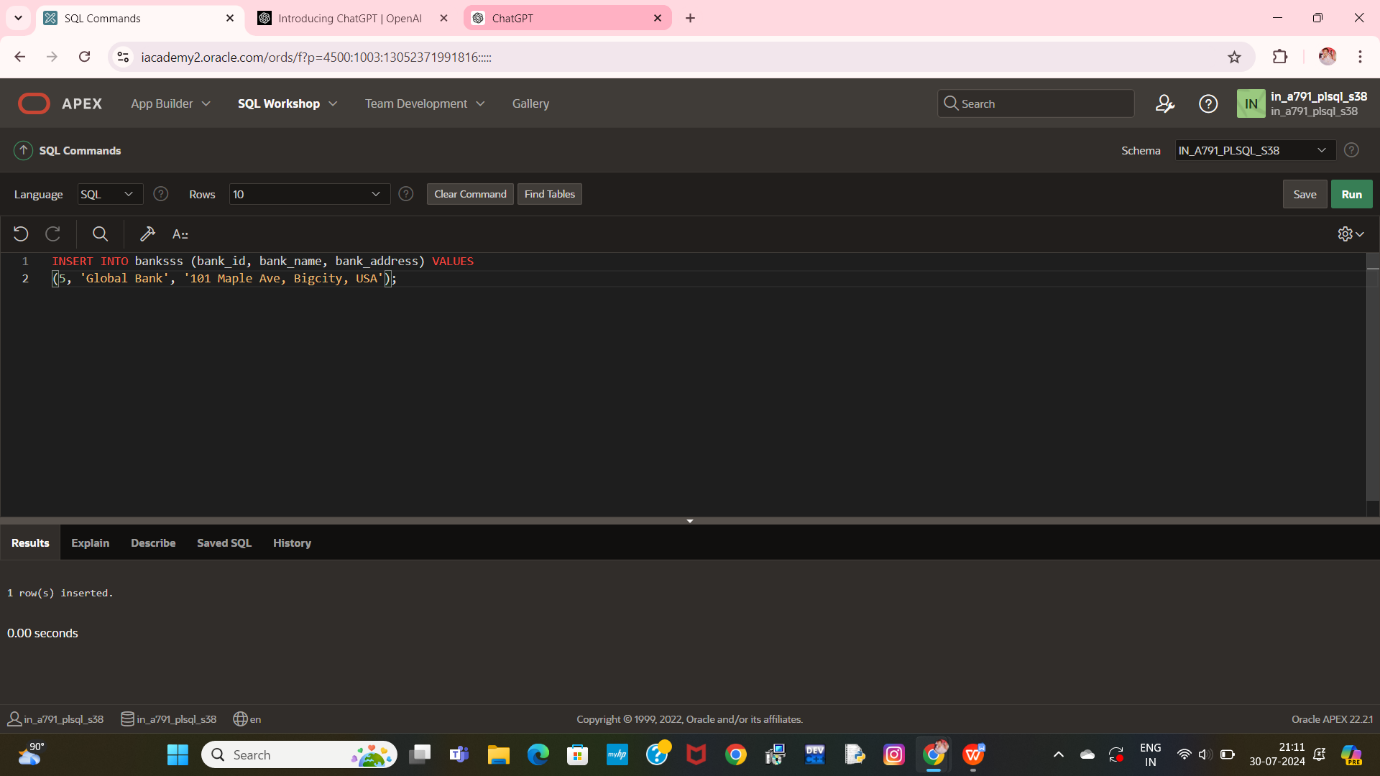 SQL Commands
Introducing ChatGPT | OpenAI
ChatGPT
iacademy2.oracle.com/ords/f?p=4500:1003:13052371991816:::::
APEX
App Builder
SQL Workshop
Team Development
Gallery
Search
IN
in_a791_plsql_s38
in_a791_plsql_s38
SQL Commands
Schema
IN_A791_PLSQL_S38
Language
SQL
Rows
10
Clear Command
Find Tables
Save
Run
A::
1 INSERT INTO banksss (bank_id, bank_name, bank_address) VALUES
2 (5, 'Global Bank', '101 Maple Ave, Bigcity, USA');
Results
Explain
Describe
Saved SQL
History
1 row(s) inserted.
0.00 seconds
in_a791_plsql_s38
in_a791_plsql_s38
en
Copyright © 1999, 2022, Oracle and/or its affiliates.
Oracle APEX 22.2.1
90°
Search
myhp
DEV
ENG
IN
21:11
30-07-2024
PRE